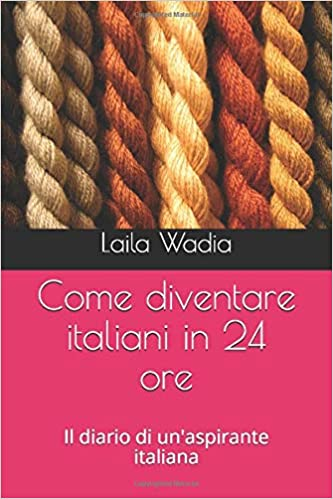 Laila Wadia
Come diventare
italiani in 24
ore
Il diario di un'aspirante
italiana